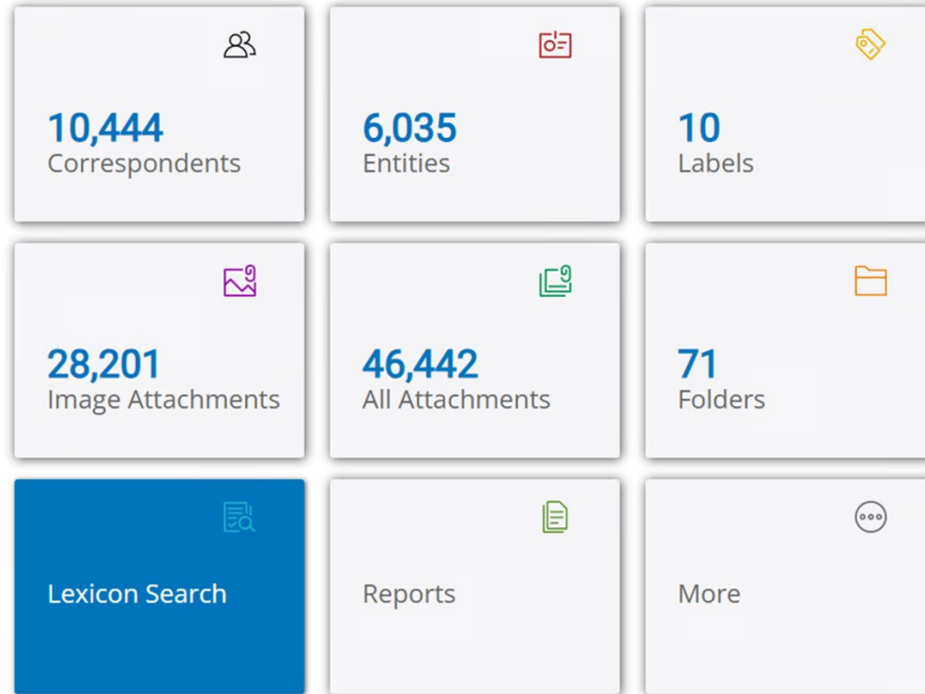 10,444
Correspondents
6,035
Entities
10
Labels
28,201
Image Attachments
46,442
All Attachments
71
Folders
Lexicon Search
Reports
More